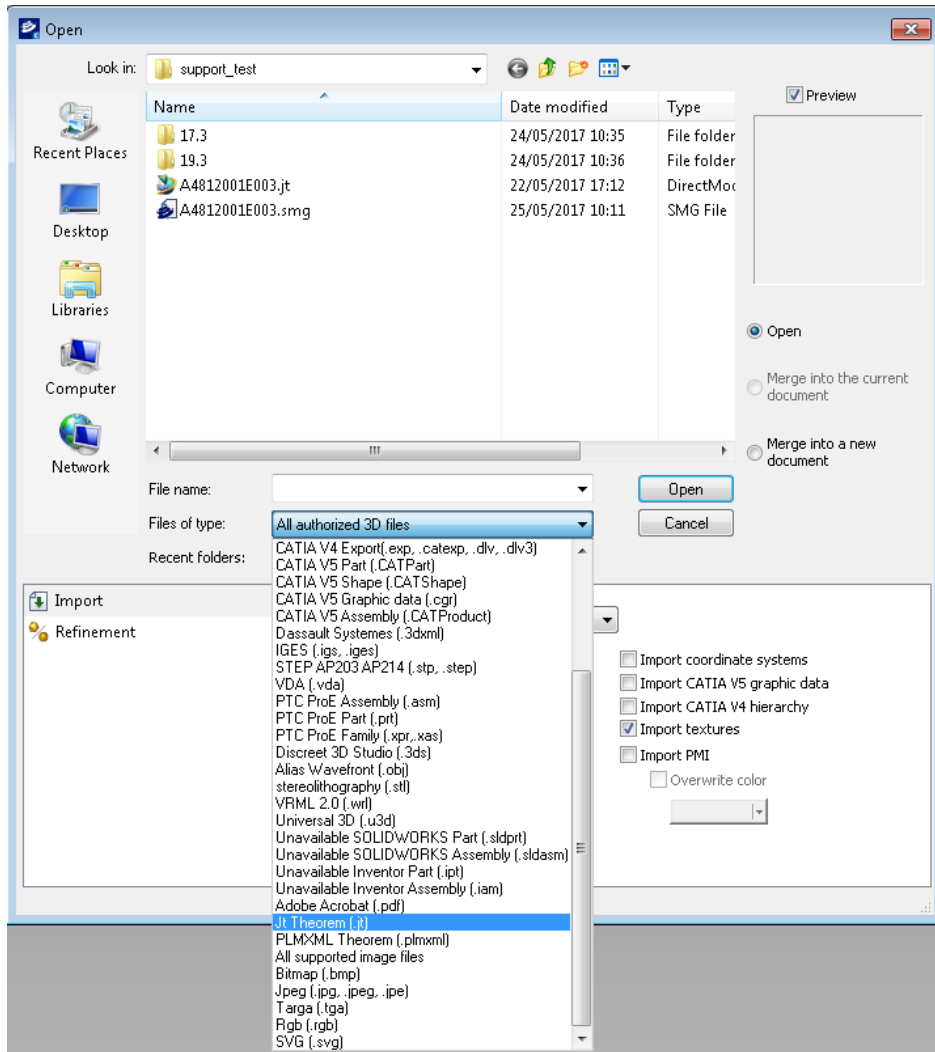 Open
Look in:
support_test
Preview
Name
Date modified
Type
Recent Places
Desktop
Libraries
Computer
Network
17.3
24/05/2017 10:35
File folder
19.3
24/05/2017 10:36
File folder
A4812001E003.jt
22/05/2017 17:12
DirectMod
A4812001E003.smg
25/05/2017 10:11
SMG File
Open
Merge into the current
document
Merge into a new
document
File name:
Open
Files of type:
All authorized 3D files
Cancel
Recent folders:
CATIA V4 Export(.exp, .catexp, .dlv, .dlv3)
CATIA V5 Part (.CATPart)
CATIA V5 Shape (.CATShape)
CATIA V5 Graphic data (.cgr)
CATIA V5 Assembly (.CATProduct)
Dassault Systemes (.3dxml)
IGES (.igs, .iges)
STEP AP203 AP214 (.stp, .step)
VDA (.vda)
PTC ProE Assembly (.asm)
PTC ProE Part (.prt)
PTC ProE Family (.xpr,.xas)
Discreet 3D Studio (.3ds)
Alias Wavefront (.obj)
stereolithography (.stl)
VRML 2.0 (.wrl)
Universal 3D (.u3d)
Unavailable SOLIDWORKS Part (.sldprt)
Unavailable SOLIDWORKS Assembly (.sldasm)
Unavailable Inventor Part (.ipt)
Unavailable Inventor Assembly (.iam)
Adobe Acrobat (.pdf)
Jt Theorem (.jt)
PLMXML Theorem (.plmxml)
All supported image files
Bitmap (.bmp)
Jpeg (.jpg, .jpeg, .jpe)
Targa (.tga)
Rgb (.rgb)
SVG (.svg)
Import
Refinement
Import coordinate systems
Import CATIA V5 graphic data
Import CATIA V4 hierarchy
Import textures
Import PMI
Overwrite color